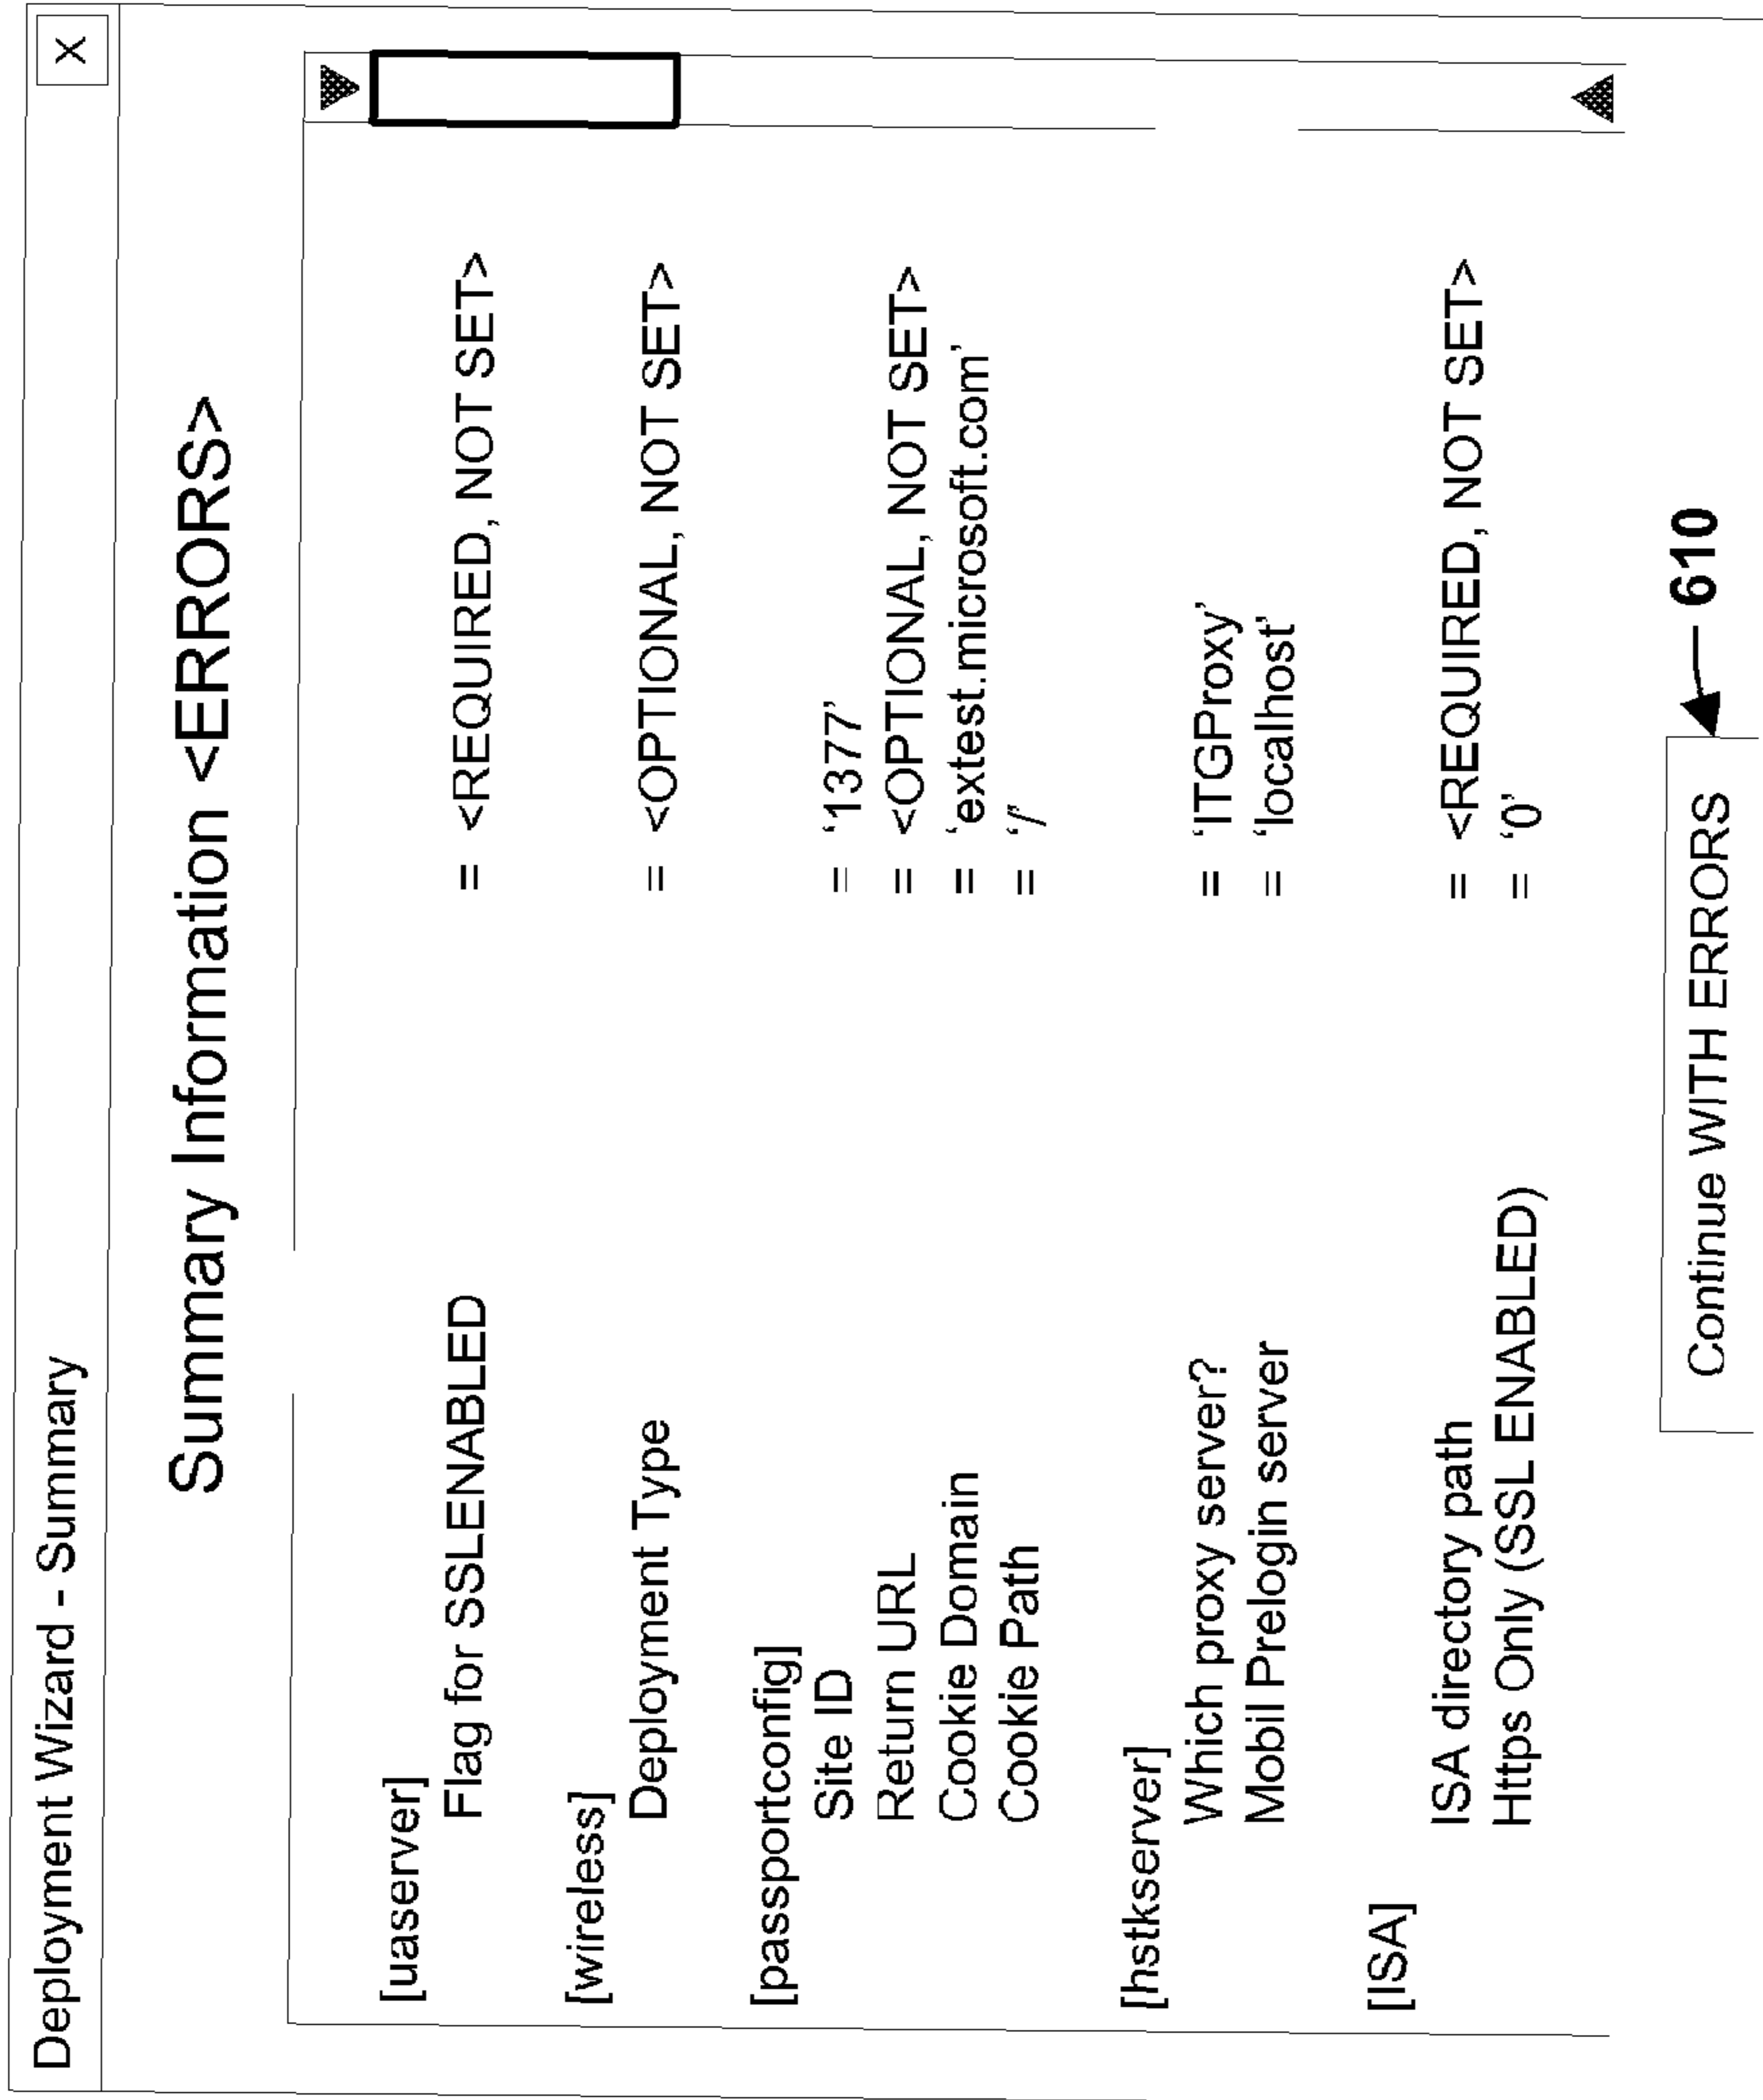 Deployment Wizard - Summary X
Summary Information <ERRORS>
[uaserver]
Flag for SSLENABLED = <REQUIRED, NOT SET>
[wireless]
Deployment Type = <OPTIONAL, NOT SET>
[passportconfig]
Site ID = ‘1377’
Return URL = <OPTIONAL, NOT SET>
Cookie Domain = ‘extest.microsoft.com’
Cookie Path = ‘/’
[hstkserver]
Which proxy server? = ‘ITGProxy’
Mobil Prelogin server = ‘localhost’
[ISA]
ISA directory path = <REQUIRED, NOT SET>
Https Only (SSL ENABLED) = ‘0’
Continue WITH ERRORS 610